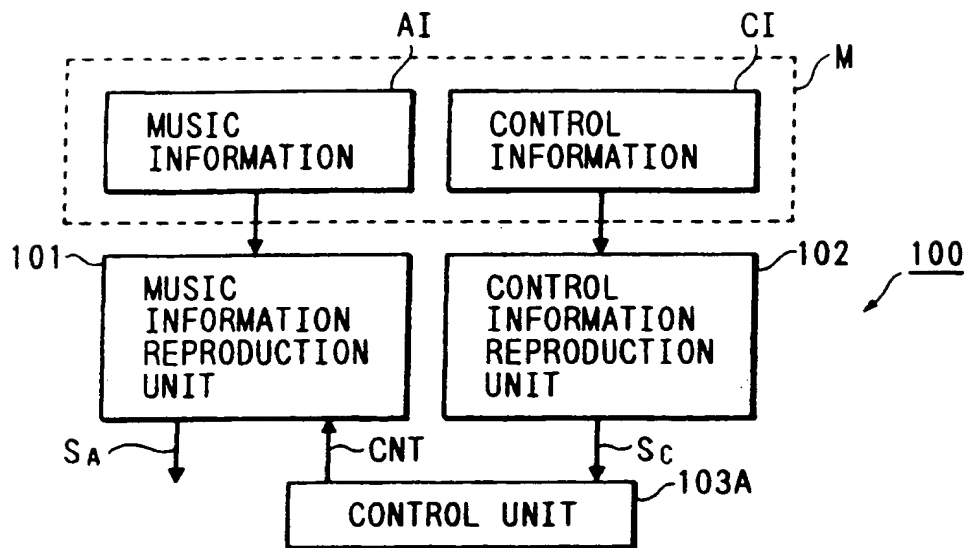 AI
CI
M
MUSIC
INFORMATION
CONTROL
INFORMATION
101
102
100
MUSIC
INFORMATION
REPRODUCTION
UNIT
CONTROL
INFORMATION
REPRODUCTION
UNIT
SA
CNT
SC
103A
CONTROL UNIT